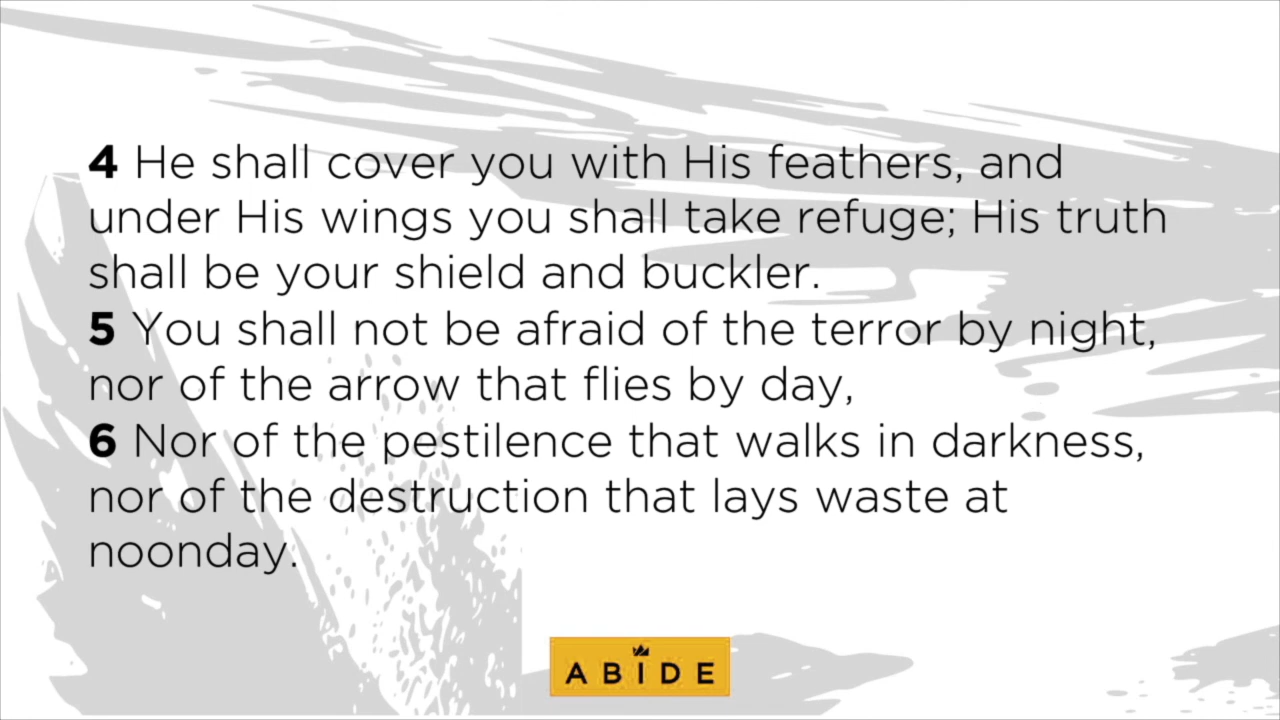 4 He shall cover you with His feathers, and
under His wings you shall take refuge; His truth
shall be your shield and buckler.
5 You shall not be afraid of the terror by night,
nor of the arrow that flies by day,
6 Nor of the pestilence that walks in darkness,
nor of the destruction that lays waste at
noonday.
ABIDE